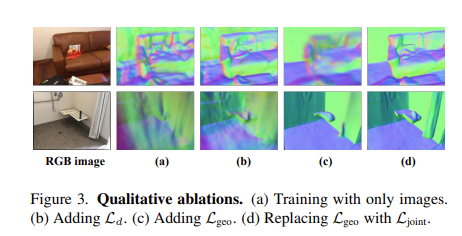 RGB image (a) (b) (c) (d)
Figure 3. Qualitative ablations. (a) Training with only images.
(b) Adding ℒd. (c) Adding ℒgeo. (d) Replacing ℒgeo with ℒjoint.